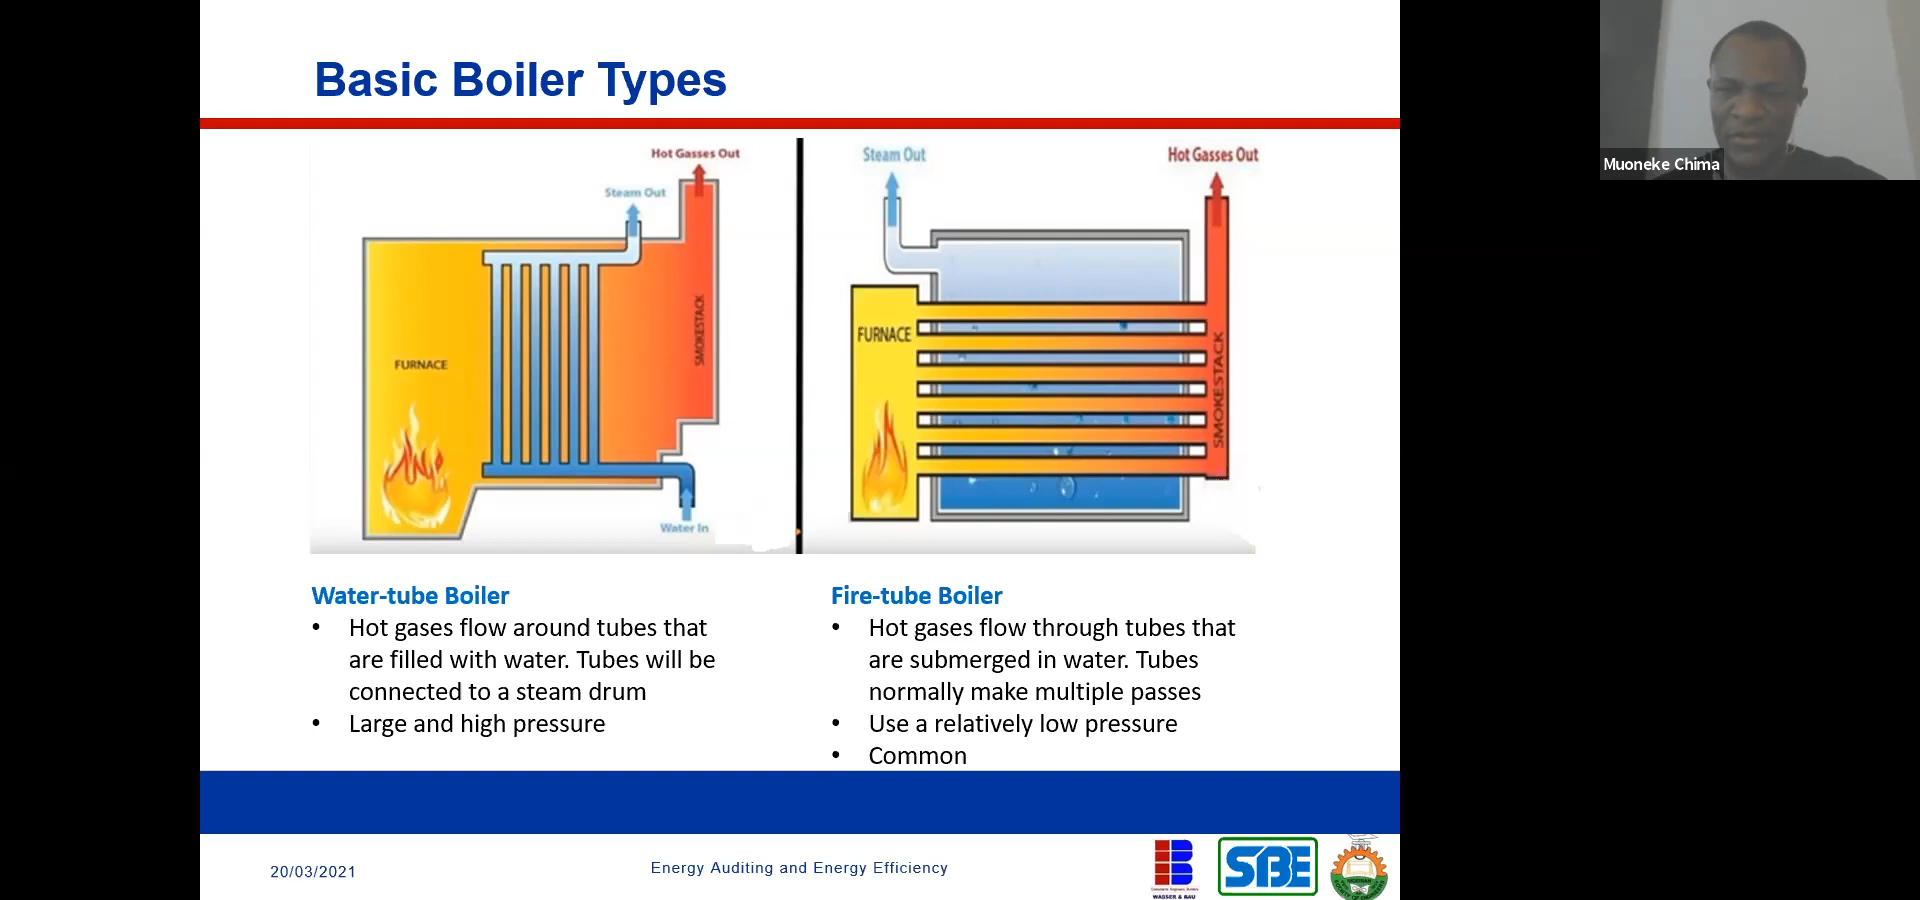 Basic Boiler Types
Muoneke Chima
Hot Gasses Out
Steam Out
FURNACE
SMOKESTACK
Water In
Steam Out
Hot Gasses Out
FURNACE
SMOKESTACK
Water-tube Boiler
• Hot gases flow around tubes that
are filled with water. Tubes will be
connected to a steam drum
• Large and high pressure
Fire-tube Boiler
• Hot gases flow through tubes that
are submerged in water. Tubes
normally make multiple passes
• Use a relatively low pressure
• Common
20/03/2021
Energy Auditing and Energy Efficiency
WASSER & BAU
SBE